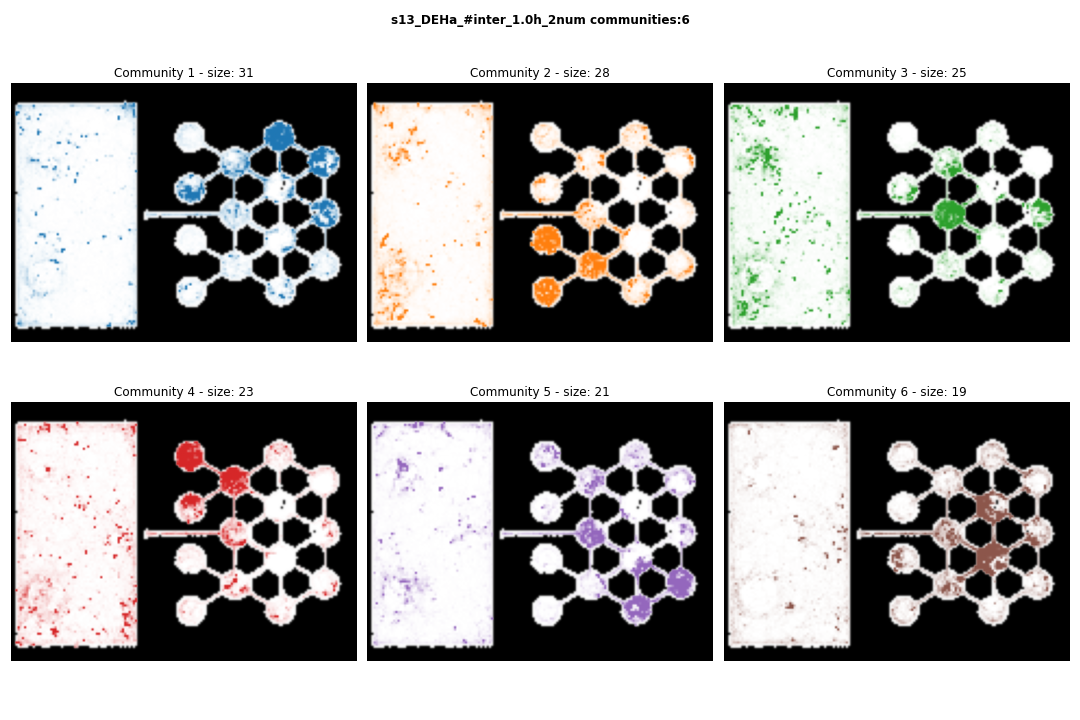 s13_DEHa_#inter_1.0h_2num communities:6
Community 1 - size: 31
Community 2 - size: 28
Community 3 - size: 25
Community 4 - size: 23
Community 5 - size: 21
Community 6 - size: 19